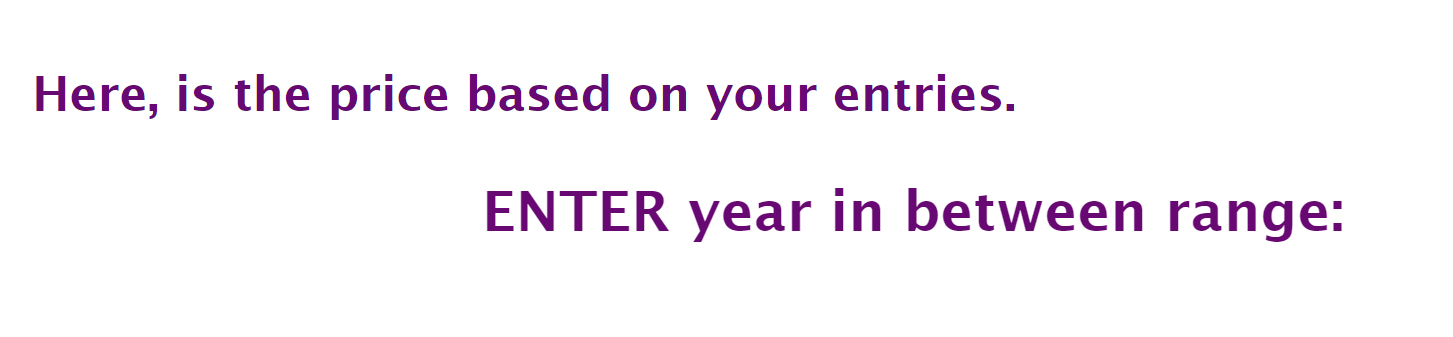 Here, is the price based on your entries.
ENTER year in between range: